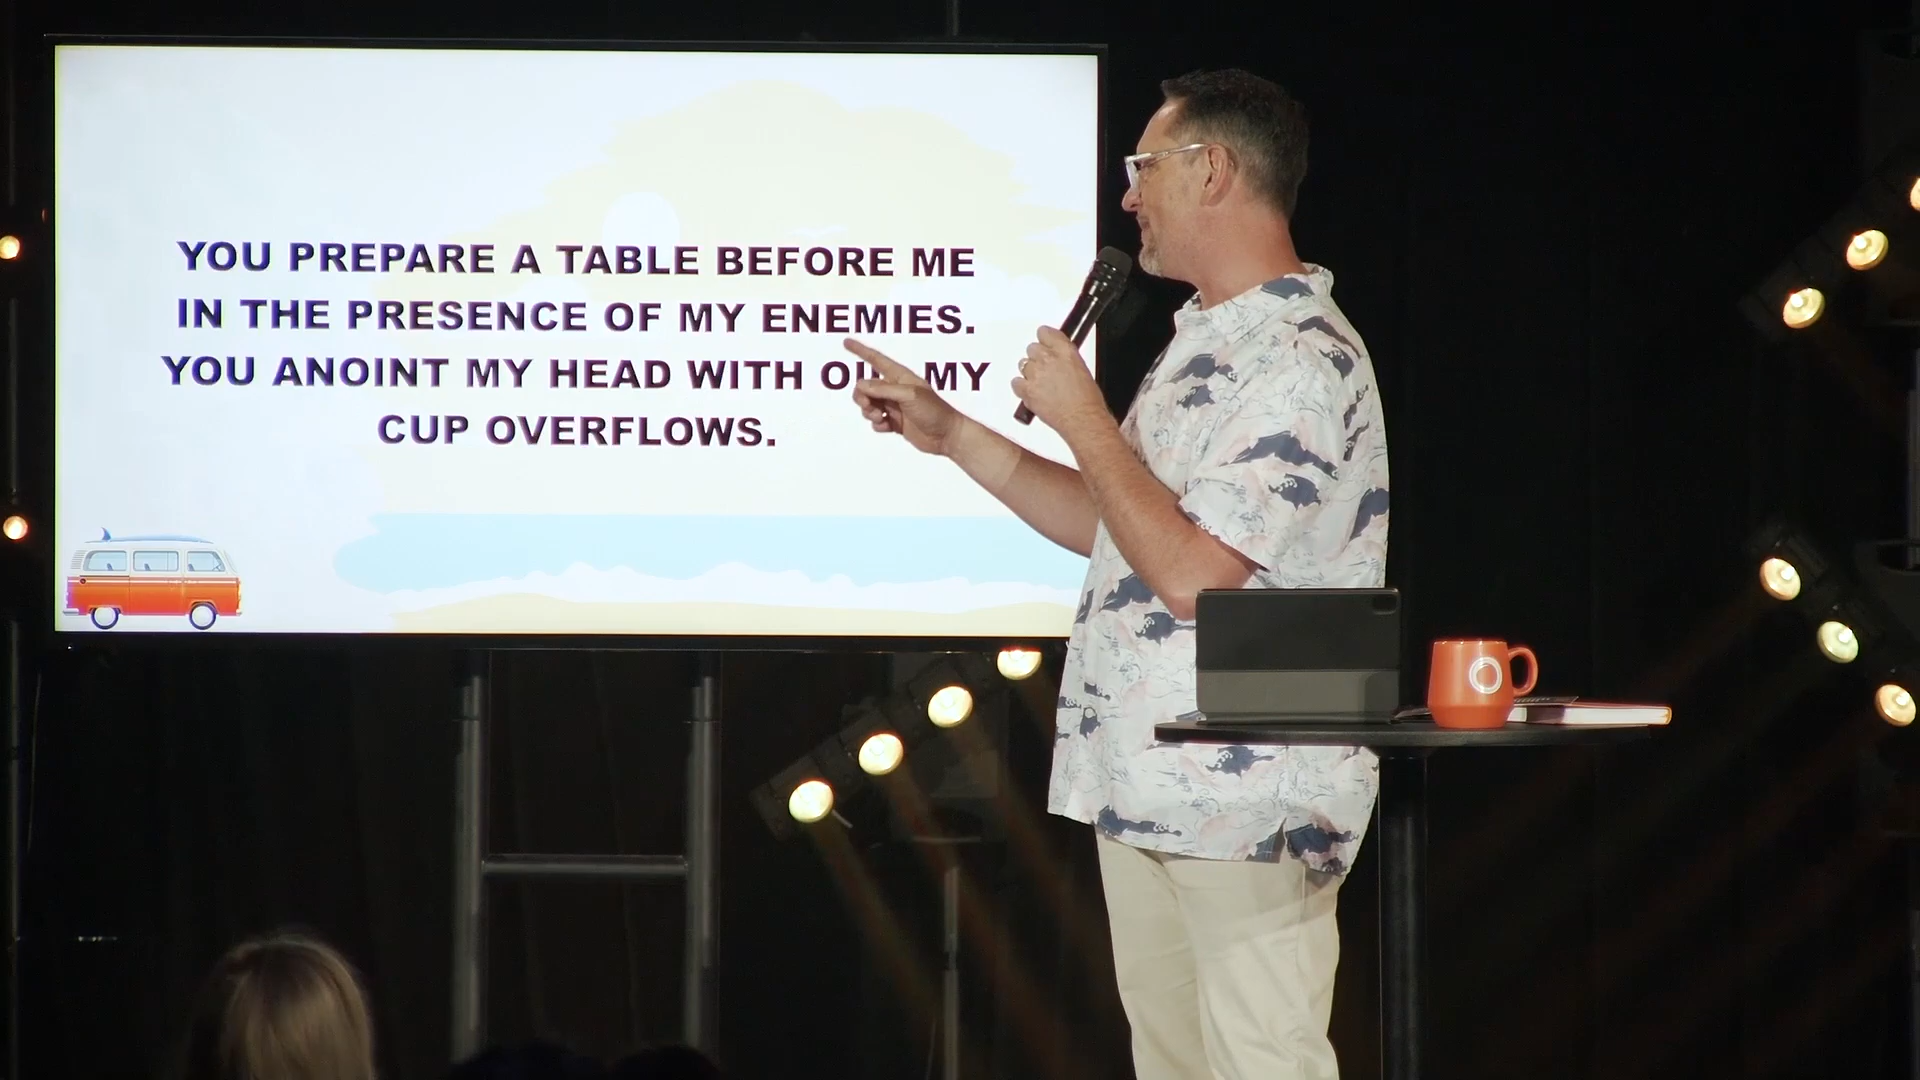 YOU PREPARE A TABLE BEFORE ME
IN THE PRESENCE OF MY ENEMIES.
YOU ANOINT MY HEAD WITH MY
CUP OVERFLOWS.